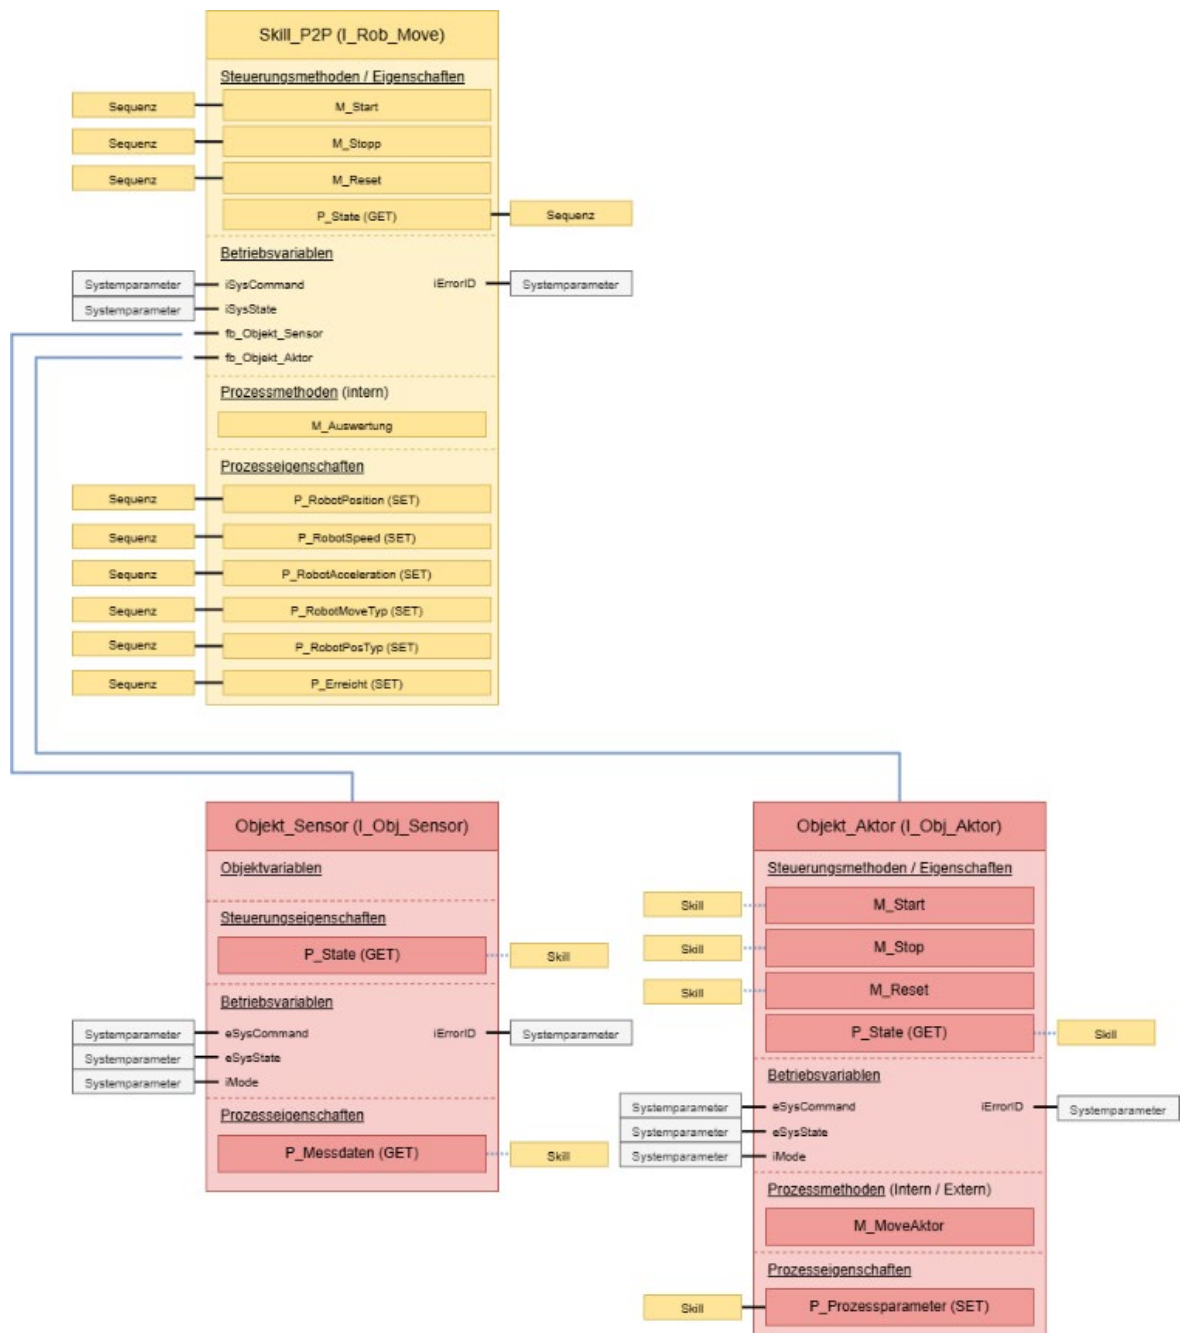 Skill_P2P (I_Rob_Move)
Steuerungsmethoden / Eigenschaften
Sequenz M_Start
Sequenz M_Stopp
Sequenz M_Reset
P_State (GET) Sequenz
Betriebsvariablen
Systemparameter iSysCommand iErrorID Systemparameter
Systemparameter iSysState
fb_Objekt_Sensor
fb_Objekt_Aktor
Prozessmethoden (intern)
M_Auswertung
Prozesseigenschaften
Sequenz P_RobotPosition (SET)
Sequenz P_RobotSpeed (SET)
Sequenz P_RobotAcceleration (SET)
Sequenz P_RobotMoveTyp (SET)
Sequenz P_RobotPosTyp (SET)
Sequenz P_Erreicht (SET)
Objekt_Sensor (I_Obj_Sensor)
Objektvariablen
Steuerungseigenschaften
P_State (GET) Skill
Betriebsvariablen
Systemparameter eSysCommand iErrorID Systemparameter
Systemparameter eSysState
Systemparameter iMode
Prozesseigenschaften
P_Messdaten (GET) Skill
Objekt_Aktor (I_Obj_Aktor)
Steuerungsmethoden / Eigenschaften
Skill M_Start
Skill M_Stop
Skill M_Reset
P_State (GET) Skill
Betriebsvariablen
Systemparameter eSysCommand iErrorID Systemparameter
Systemparameter eSysState
Systemparameter iMode
Prozessmethoden (Intern / Extern)
M_MoveAktor
Prozesseigenschaften
Skill P_Prozessparameter (SET)